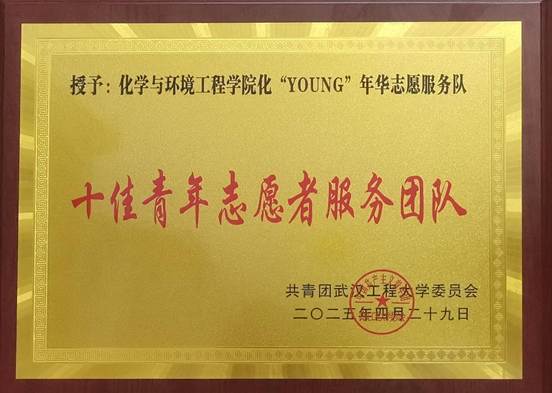 授予：化学与环境工程学院化“YOUNG”年华志愿服务队
十佳青年志愿者服务团队
共青团武汉工程大学委员会
二〇二五年四月二十九日